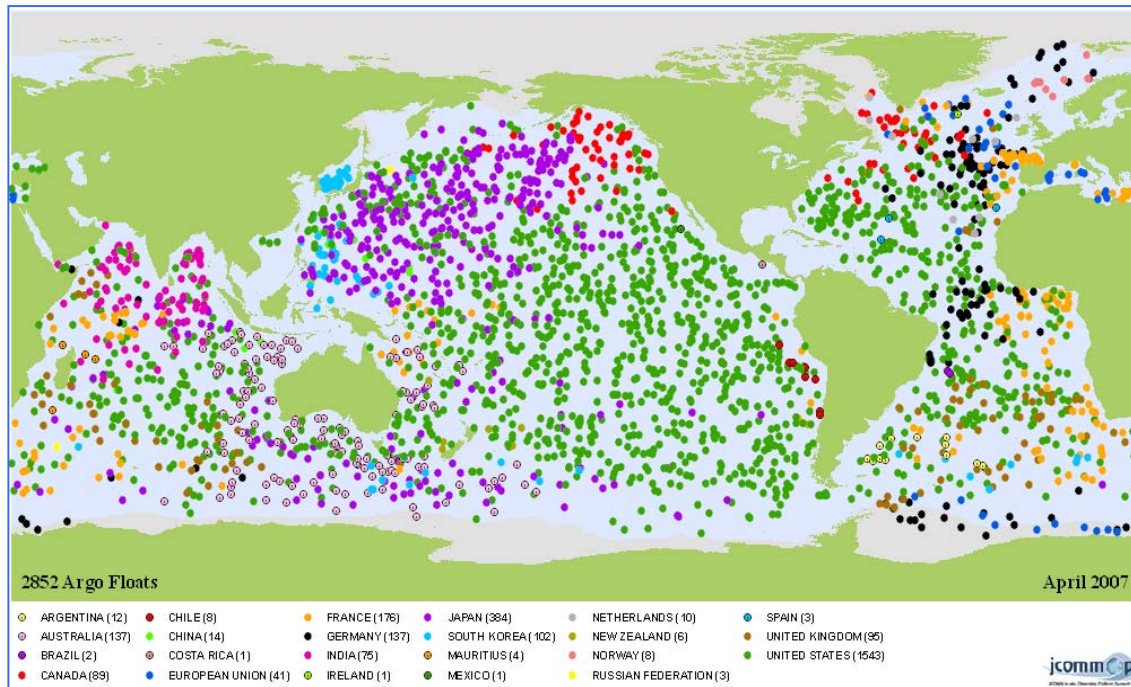 2852 Argo Floats
April 2007
ARGENTINA (12) CHILE (8) FRANCE (176) JAPAN (384) NETHERLANDS (10) SPAIN (3)
AUSTRALIA (137) CHINA (14) GERMANY (137) SOUTH KOREA (102) NEW ZEALAND (6) UNITED KINGDOM (95)
BRAZIL (2) COSTA RICA (1) INDIA (75) MAURITIUS (4) NORWAY (8) UNITED STATES (1543)
CANADA (89) EUROPEAN UNION (41) IRELAND (1) MEXICO (1) RUSSIAN FEDERATION (3)
jcommop